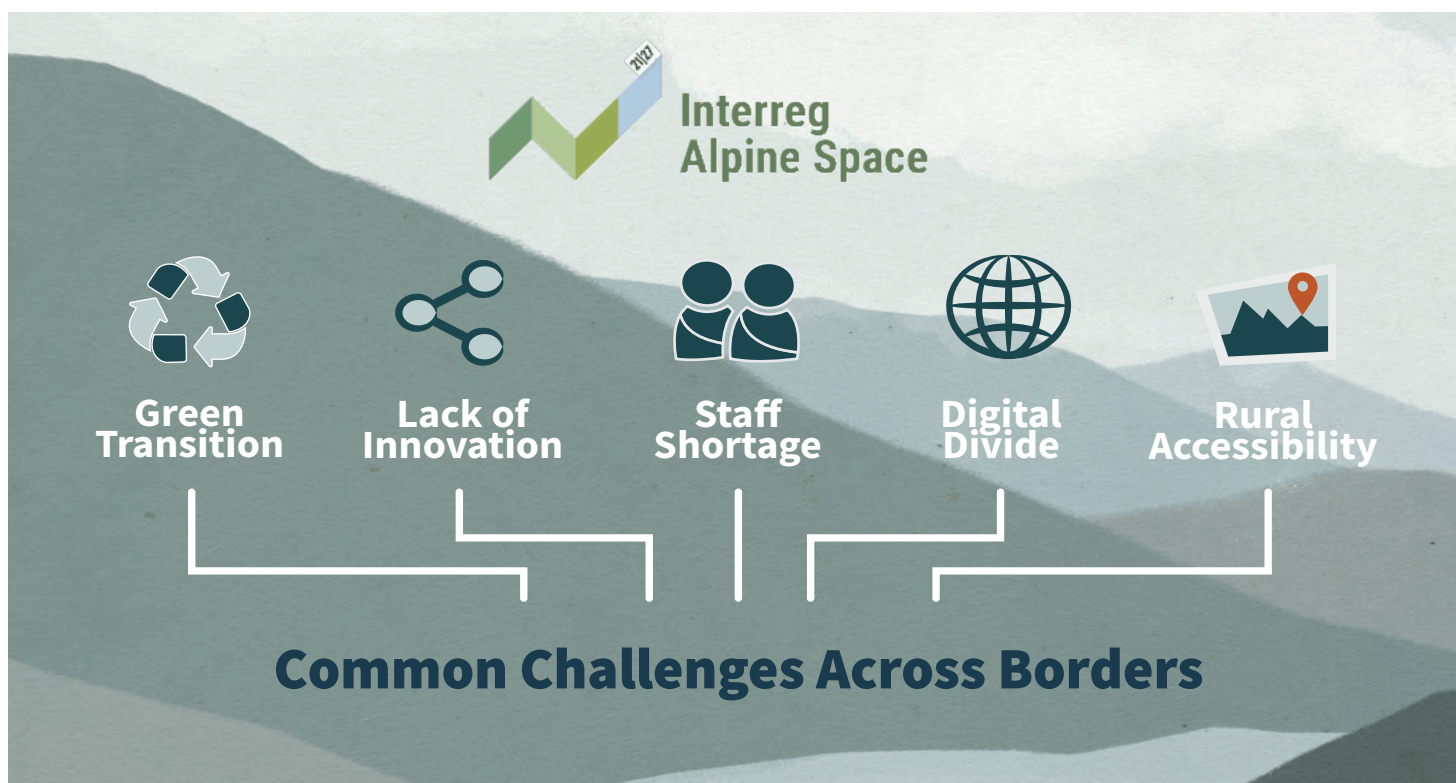 21|27
Interreg
Alpine Space
Green
Transition
Lack of
Innovation
Staff
Shortage
Digital
Divide
Rural
Accessibility
Common Challenges Across Borders